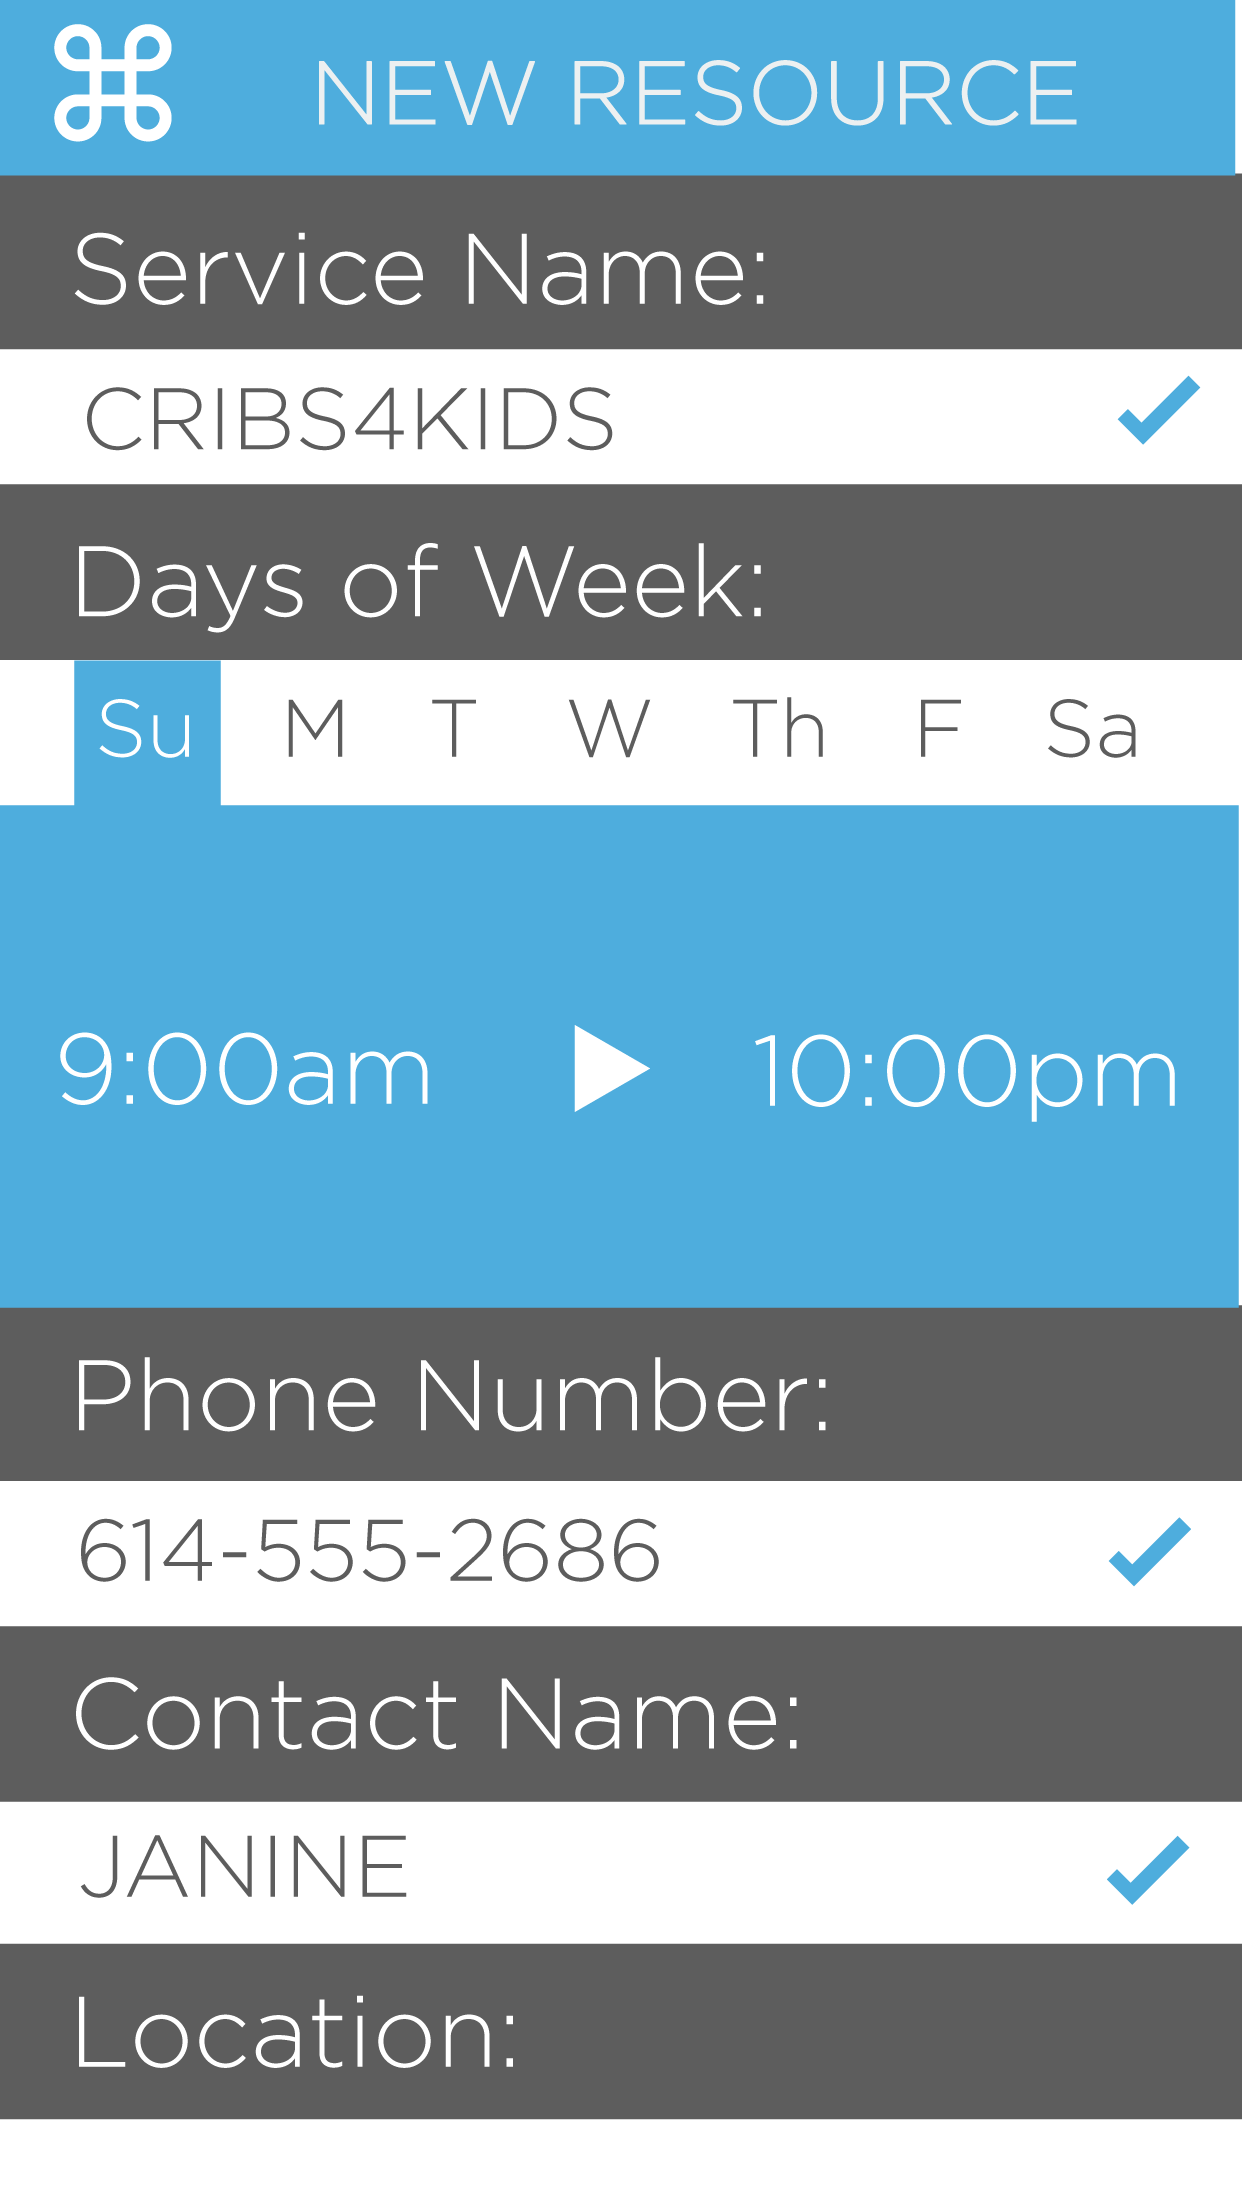 NEW RESOURCE
Service Name:
CRIBS4KIDS
Days of Week:
Su M T W Th F Sa
9:00am 10:00pm
Phone Number:
614-555-2686
Contact Name:
JANINE
Location: